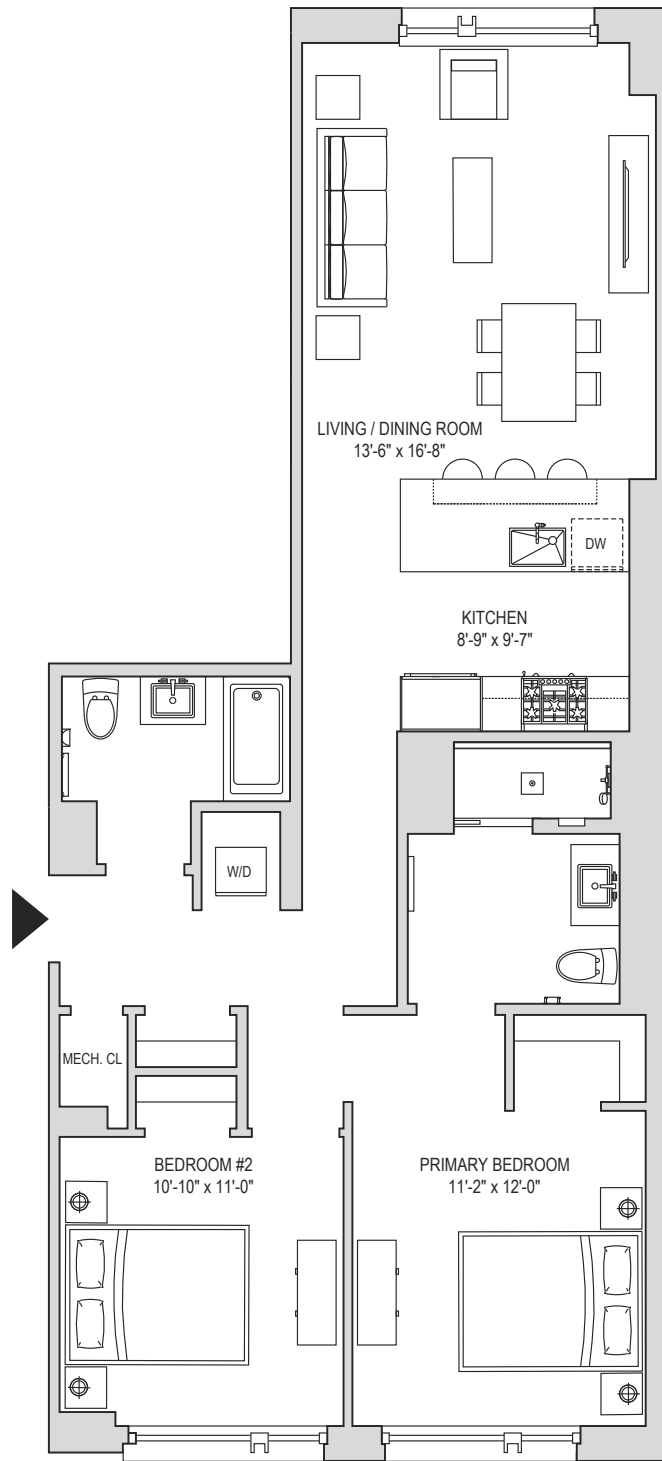 LIVING / DINING ROOM
13'-6" x 16'-8"
DW
KITCHEN
8'-9" x 9'-7"
W/D
MECH. CL
BEDROOM #2
10'-10" x 11'-0"
PRIMARY BEDROOM
11'-2" x 12'-0"